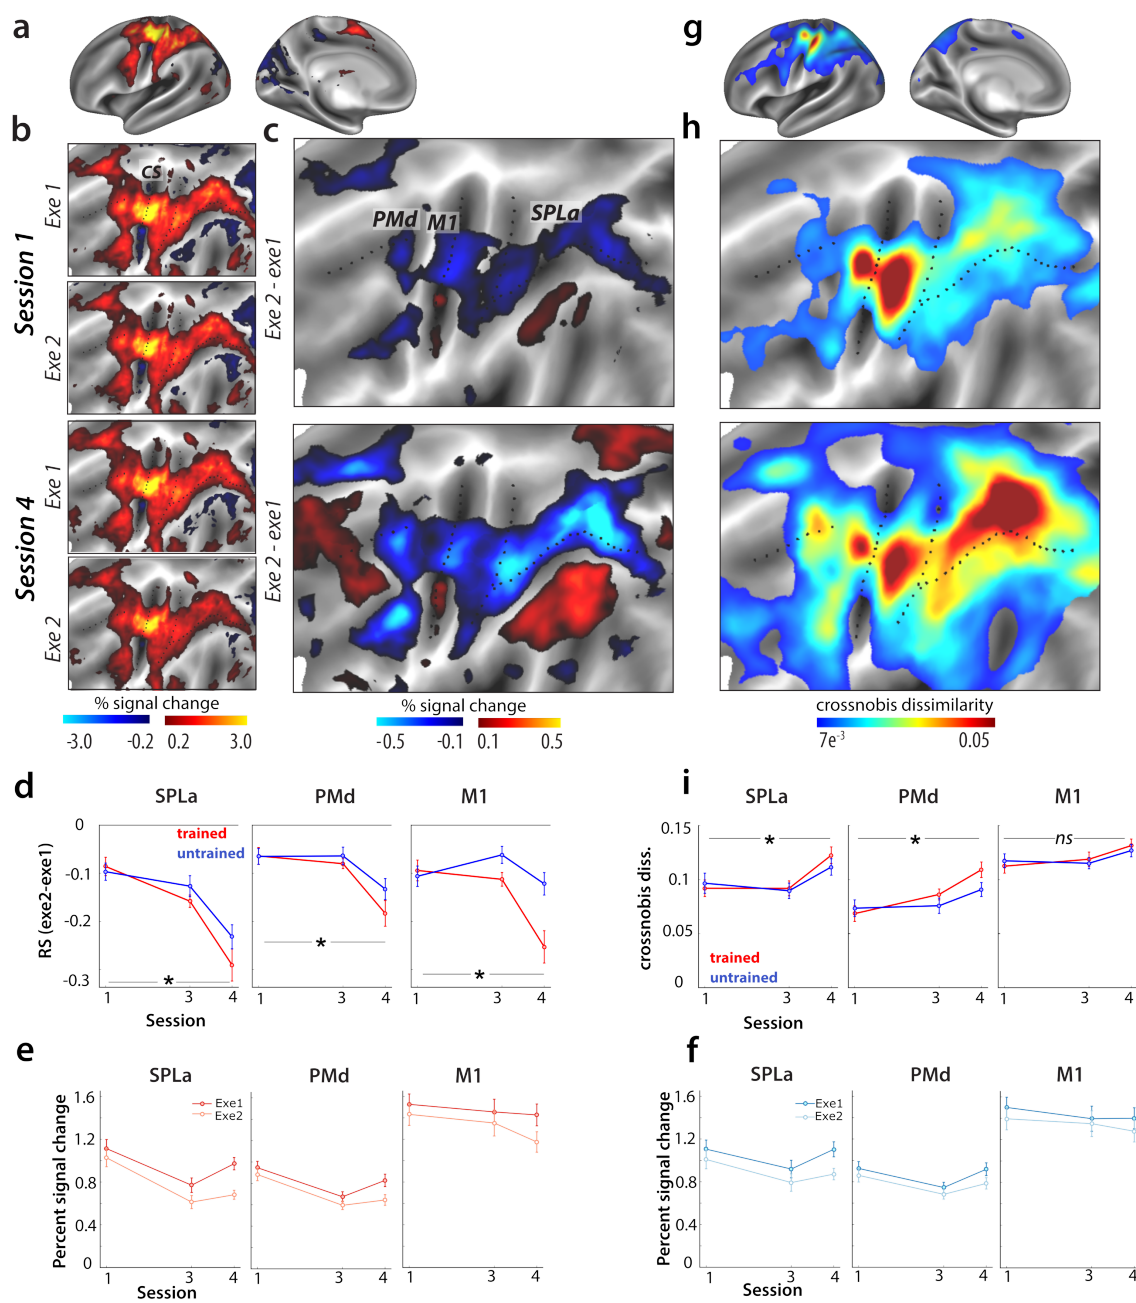 a
g
b
c
h
CS
Exe 1
Session 1
Exe 2
PMd M1 SPLa
Exe 2 - exe1
Exe 1
Session 4
Exe 2
Exe 2 - exe1
% signal change
-3.0 -0.2 0.2 3.0
% signal change
-0.5 -0.1 0.1 0.5
crossnobis dissimilarity
7e-3 0.05
d
SPLa PMd M1
RS (exe2-exe1)
0
-0.1
-0.2
-0.3
trained
untrained
* * *
1 3 4 1 3 4 1 3 4
Session
i
SPLa PMd M1
crossnobis diss.
0.15
0.1
0.05
0
* * ns
trained
untrained
1 3 4 1 3 4 1 3 4
Session
e
SPLa PMd M1
Percent signal change
1.6
1.2
0.8
0.4
0
Exe1
Exe2
1 3 4 1 3 4 1 3 4
Session
f
SPLa PMd M1
Percent signal change
1.6
1.2
0.8
0.4
0
Exe1
Exe2
1 3 4 1 3 4 1 3 4
Session